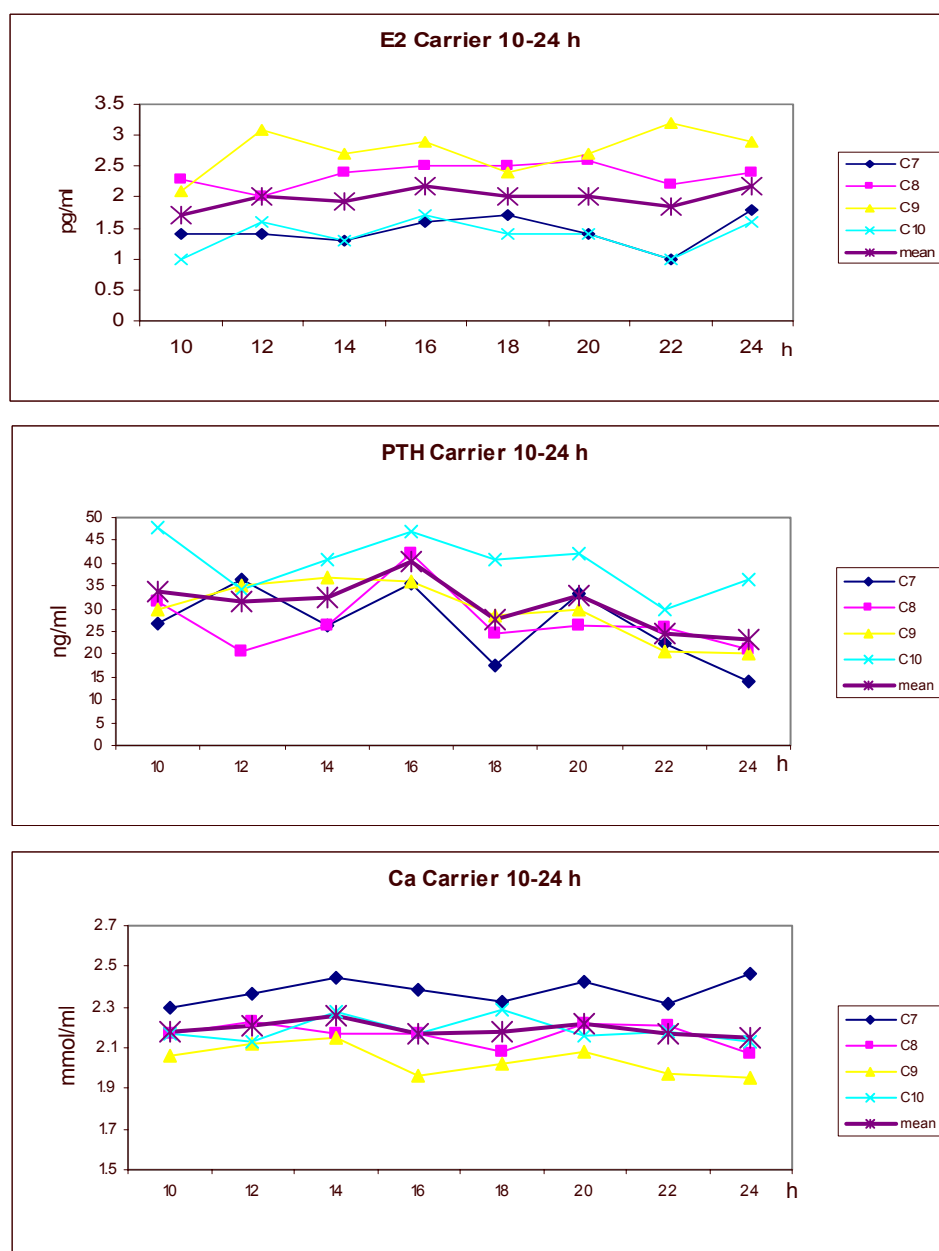 E2 Carrier 10-24 h
3.5
3
2.5
2
1.5
1
0.5
0
pg/ml
10 12 14 16 18 20 22 24 h
C7
C8
C9
C10
mean
PTH Carrier 10-24 h
50
45
40
35
30
25
20
15
10
5
0
ng/ml
10 12 14 16 18 20 22 24 h
C7
C8
C9
C10
mean
Ca Carrier 10-24 h
2.7
2.5
2.3
2.1
1.9
1.7
1.5
mmol/ml
10 12 14 16 18 20 22 24 h
C7
C8
C9
C10
mean